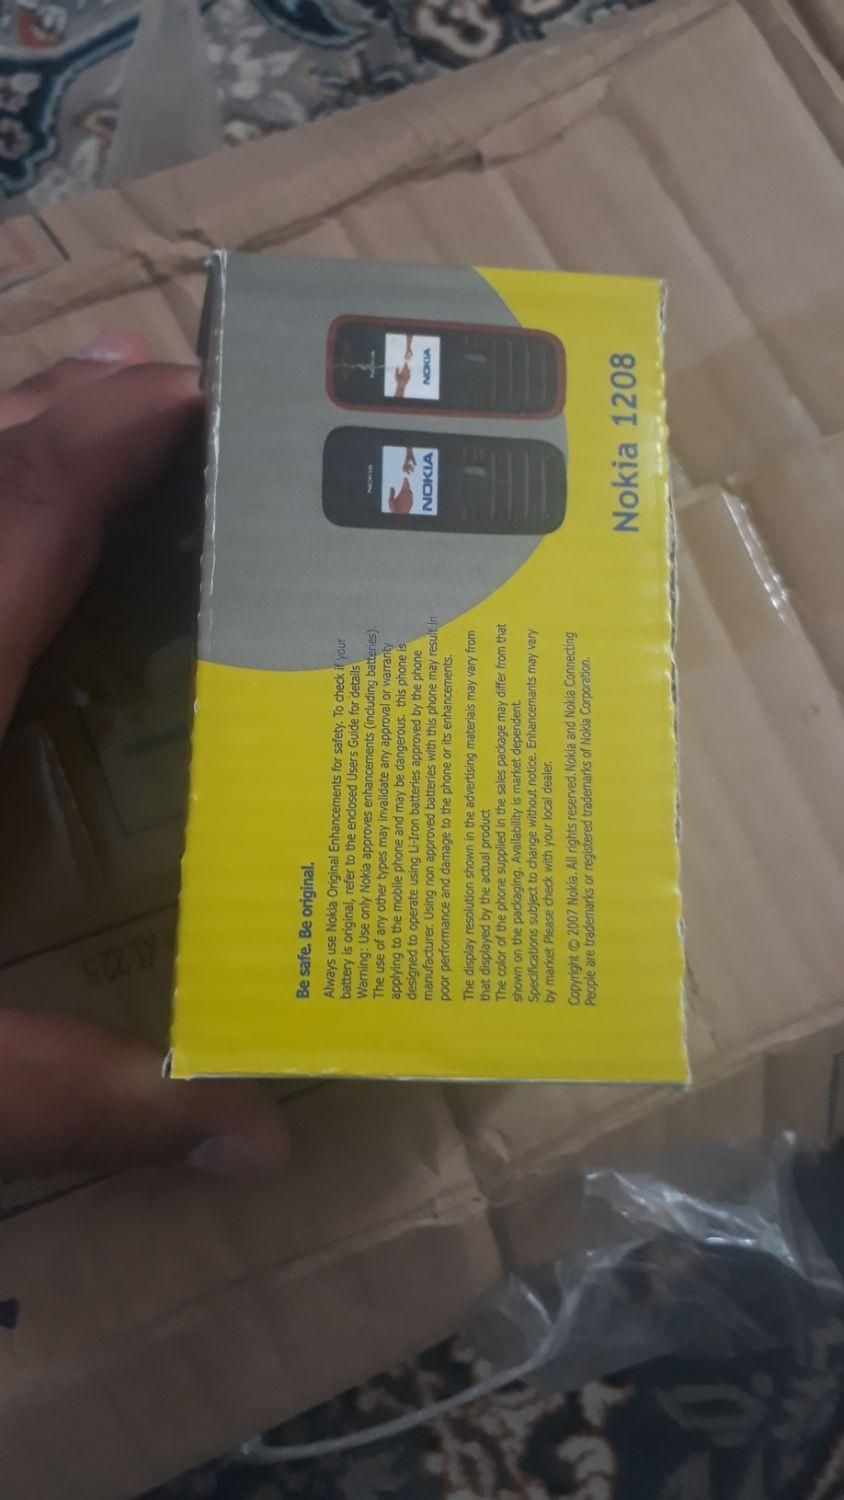 Be safe. Be original.
Always use Nokia Original Enhancements for safety. To check if your
battery is original, refer to the enclosed User's Guide for details
Warning: Use only Nokia approves enhancements (including batteries).
The use of any other types may invalidate any approval or warranty
applying to the mobile phone and may be dangerous. this phone is
designed to operate using Li-Iron batteries approved by the phone
manufacturer. Using non approved batteries with this phone may result in
poor performance and damage to the phone or its enhancements.
The display resolution shown in the advertising materiais may vary from
that displayed by the actual product
The color of the phone supplied in the sales package may differ from that
shown on the packaging. Availability is market dependent.
Specifications subject to change without notice. Enhancemants may vary
by market Please check with your local dealer.
Copyright © 2007 Nokia. All rights reserved. Nokia and Nokia Connecting
People are trademarks or registered trademarks of Nokia Corporation.
NOKIA
NOKIA
NOKIA
NOKIA
Nokia 1208